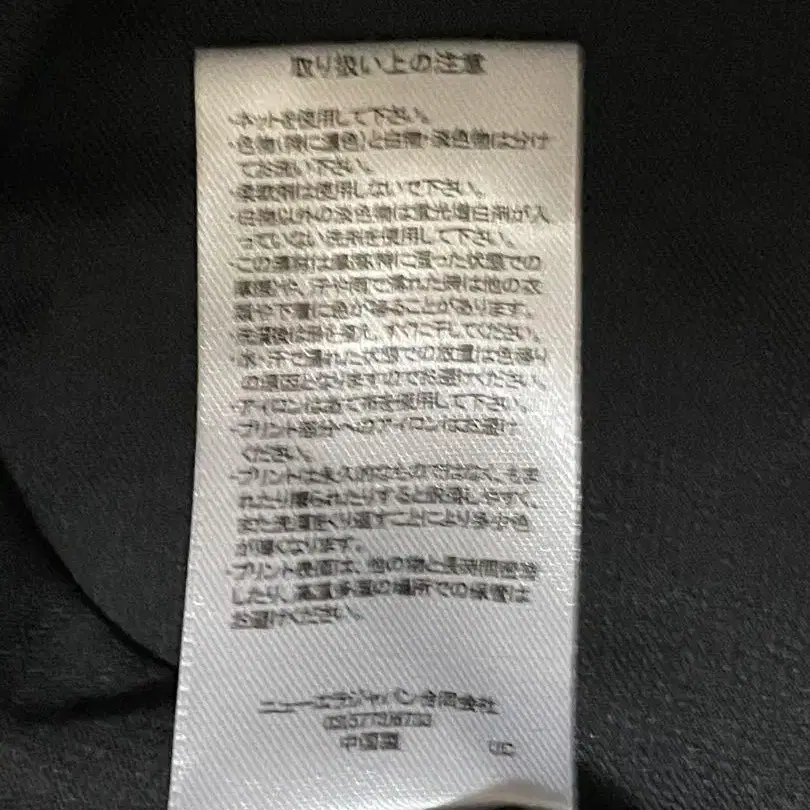 取り扱い上の注意
・ネットを使用して下さい。
・色物(特に濃色)と白物・淡色物は分け
てお洗い下さい。
・柔軟剤は使用しないで下さい。
・白物以外の淡色物は蛍光増白剤が入
っていない洗剤を使用して下さい。
・この素材は着用時に湿った状態での
摩擦や、汗や雨で濡れた時は他の衣
類や下着に色が移ることがあります。
洗濯後は形を整え、すぐに干してください。
・水・汗で濡れた状態での放置は色移り
の原因となりますのでお避けください。
・アイロンは当て布を使用して下さい。
・プリント部分へのアイロンはお避け
ください。
・プリントは永久的なものではなく、もま
れたり擦られたりすると剥落しやすく、
また洗濯をくり返すことにより多少色
が薄くなります。
・プリント表面は、他の物と長時間密接
したり、高温多湿の場所での保管は
お避けください。
ニューエラジャパン合同会社
中国製
UC